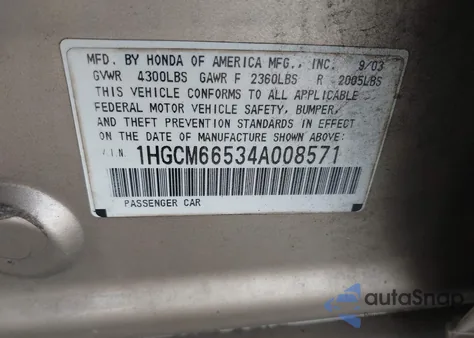 MFD. BY HONDA OF AMERICA MFG., INC. 9/03
GVWR 4300LBS GAWR F 2360LBS R 2005LBS
THIS VEHICLE CONFORMS TO ALL APPLICABLE
FEDERAL MOTOR VEHICLE SAFETY, BUMPER,
AND THEFT PREVENTION STANDARDS IN EFFECT
ON THE DATE OF MANUFACTURE SHOWN ABOVE:
VIN 1HGCM66534A008571
PASSENGER CAR
autoSnap